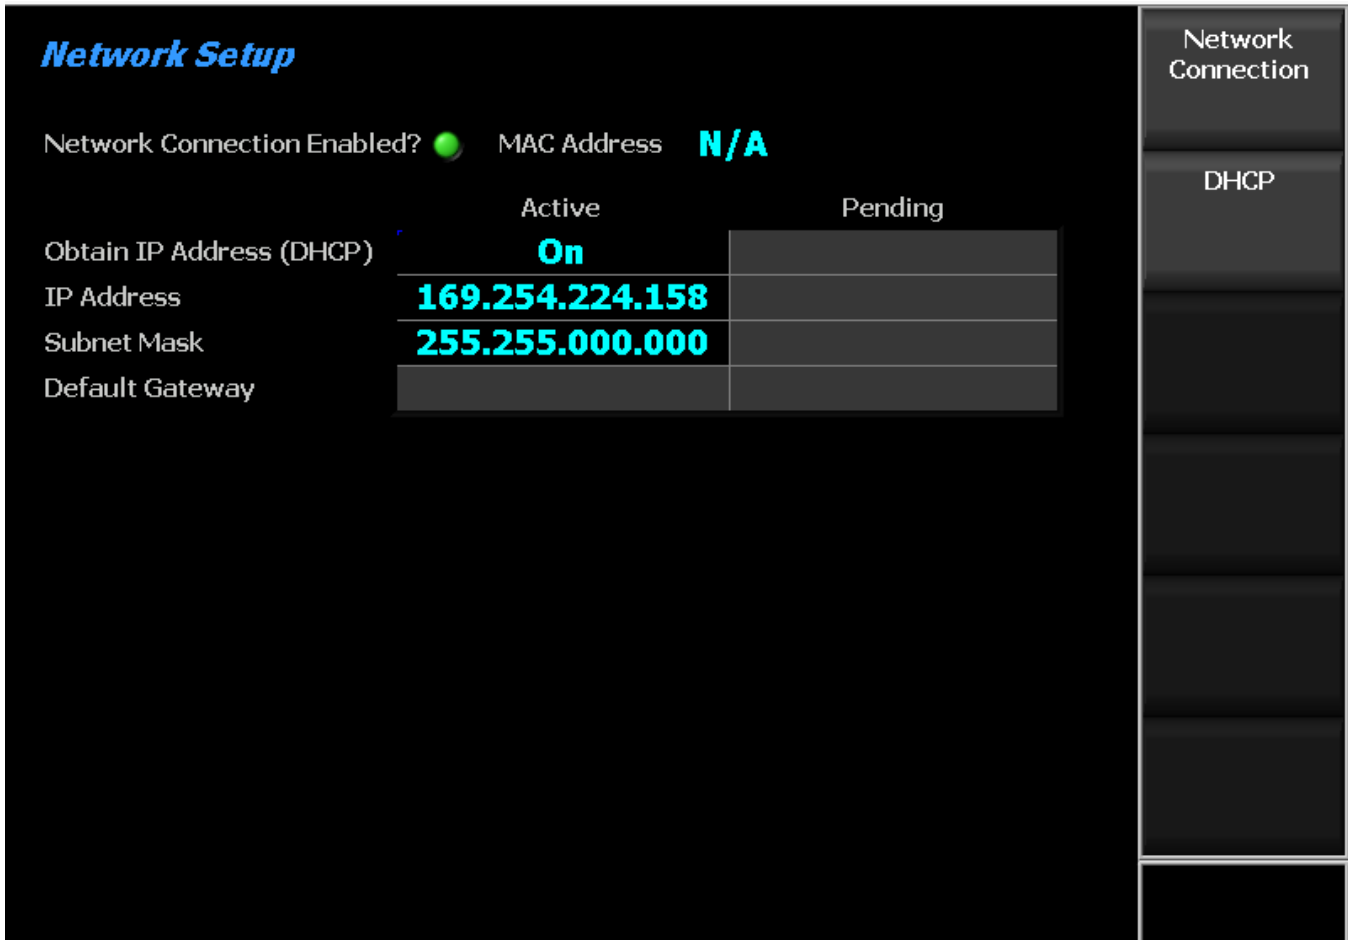 Network Setup
Network Connection
Network Connection Enabled? MAC Address N/A
DHCP
Active Pending
Obtain IP Address (DHCP) On
IP Address 169.254.224.158
Subnet Mask 255.255.000.000
Default Gateway